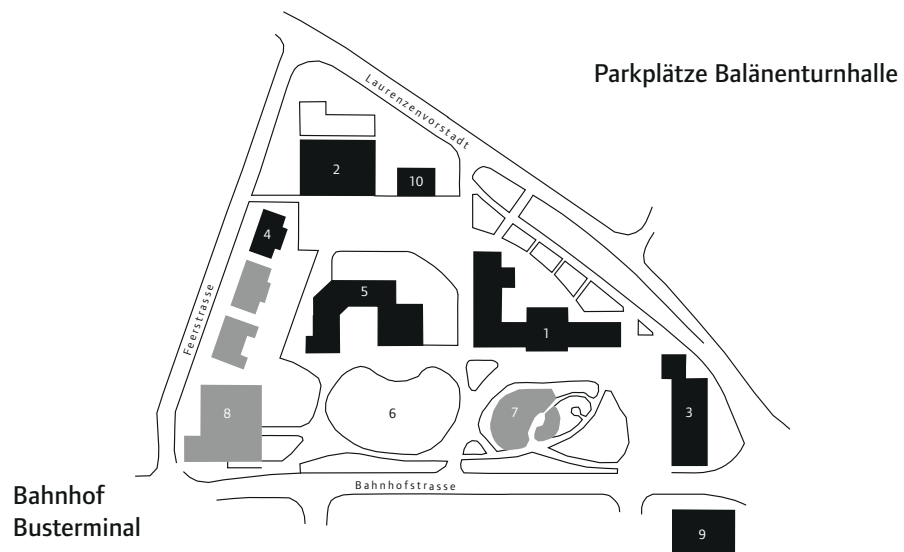 Parkplätze Balänenturnhalle
Laurenzenvorstadt
2
10
4
5
Feerstrasse
1
8
6
7
3
Bahnhofstrasse
Bahnhof
Busterminal
9